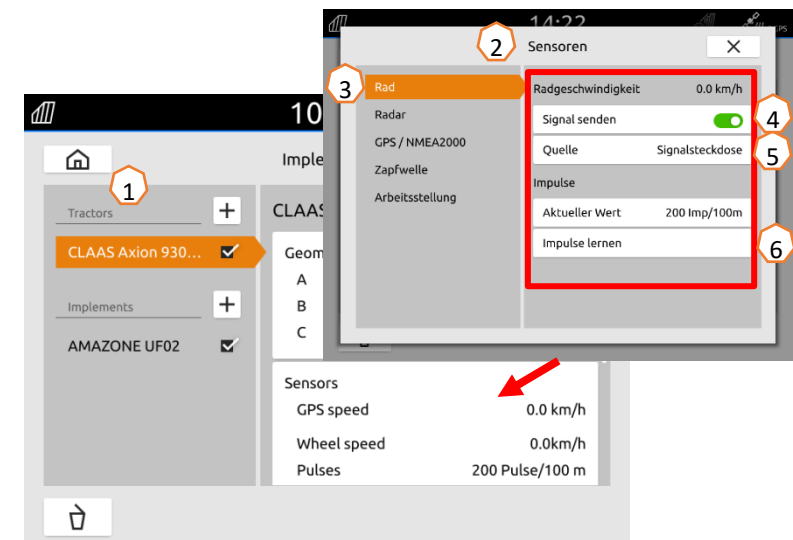 14:22
GPS
2
Sensoren
3
Rad
Radar
GPS / NMEA2000
Zapfwelle
Arbeitsstellung
Radgeschwindigkeit 0.0 km/h
Signal senden
4
Quelle Signalsteckdose
5
Impulse
Aktueller Wert 200 Imp/100m
Impulse lernen
6
10
Imple
1
Tractors +
CLAAS Axion 930...
Implements +
AMAZONE UF02
CLAAS
Geom
A
B
C
Sensors
GPS speed 0.0 km/h
Wheel speed 0.0km/h
Pulses 200 Pulse/100 m